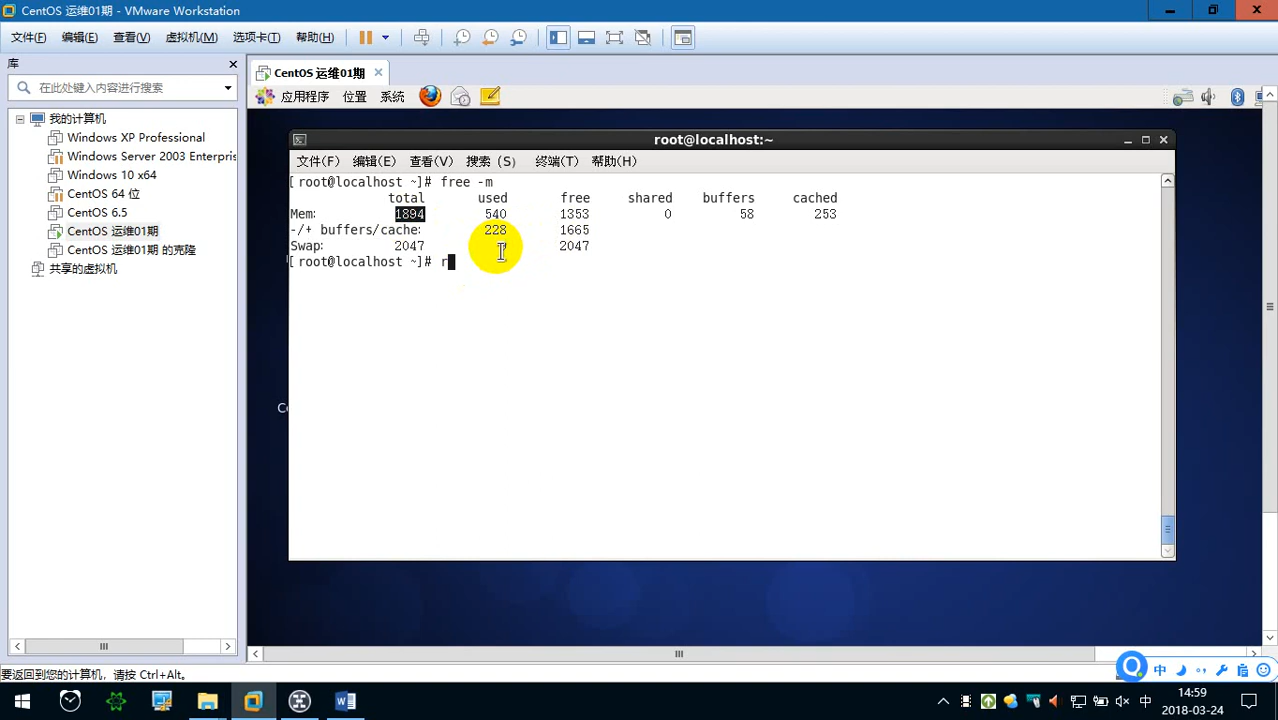 CentOS 运维01期 - VMware Workstation
文件(F) 编辑(E) 查看(V) 虚拟机(M) 选项卡(T) 帮助(H)
库
在此处键入内容进行搜索
我的计算机
Windows XP Professional
Windows Server 2003 Enterpris
Windows 10 x64
CentOS 64 位
CentOS 6.5
CentOS 运维01期
CentOS 运维01期 的克隆
共享的虚拟机
CentOS 运维01期
应用程序 位置 系统
root@localhost:~
文件(F) 编辑(E) 查看(V) 搜索 (S) 终端(T) 帮助(H)
[root@localhost ~]# free -m
total used free shared buffers cached
Mem: 1894 540 1353 0 58 253
-/+ buffers/cache: 228 1665
Swap: 2047 2047
[root@localhost ~]# r
要返回到您的计算机，请按 Ctrl+Alt。
中
中
14:59
2018-03-24